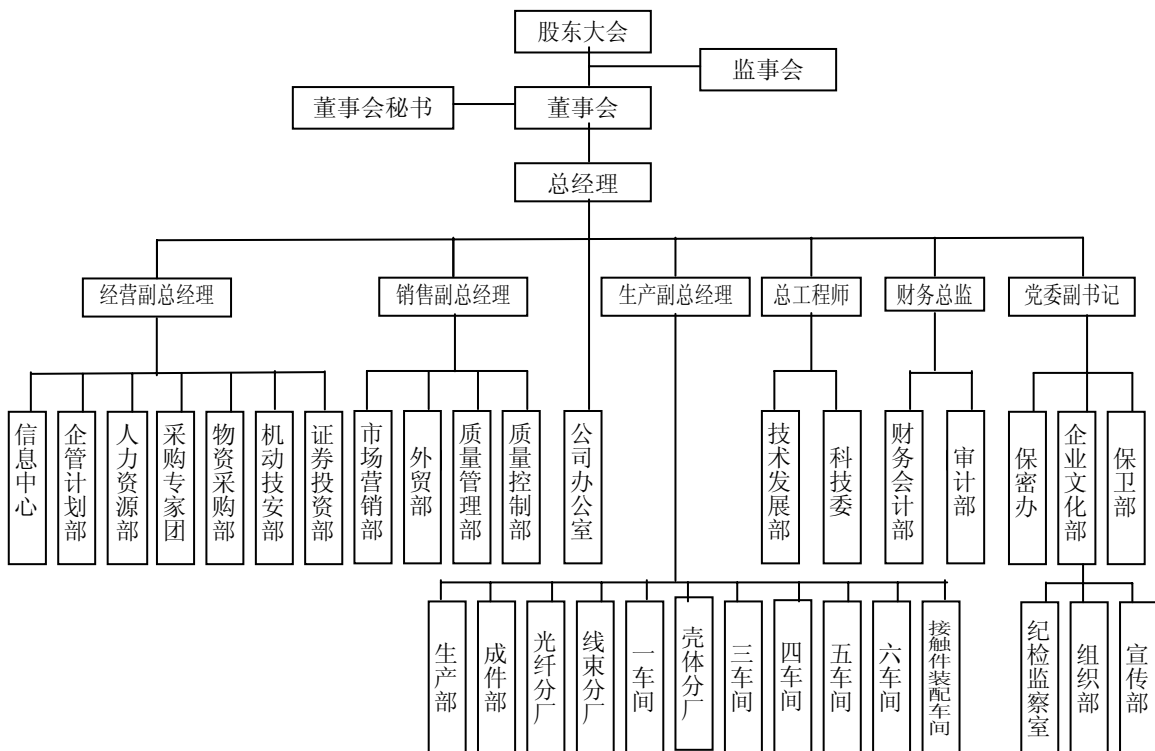 股东大会
监事会
董事会秘书
董事会
总经理
经营副总经理
销售副总经理
生产副总经理
总工程师
财务总监
党委副书记
信息中心
企管计划部
人力资源部
采购专家团
物资采购部
机动技安部
证券投资部
市场营销部
外贸部
质量管理部
质量控制部
公司办公室
技术发展部
科技委
财务会计部
审计部
保密办
企业文化部
保卫部
生产部
成件部
光纤分厂
线束分厂
一车间
壳体分厂
三车间
四车间
五车间
六车间
接触件装配车间
纪检监察室
组织部
宣传部